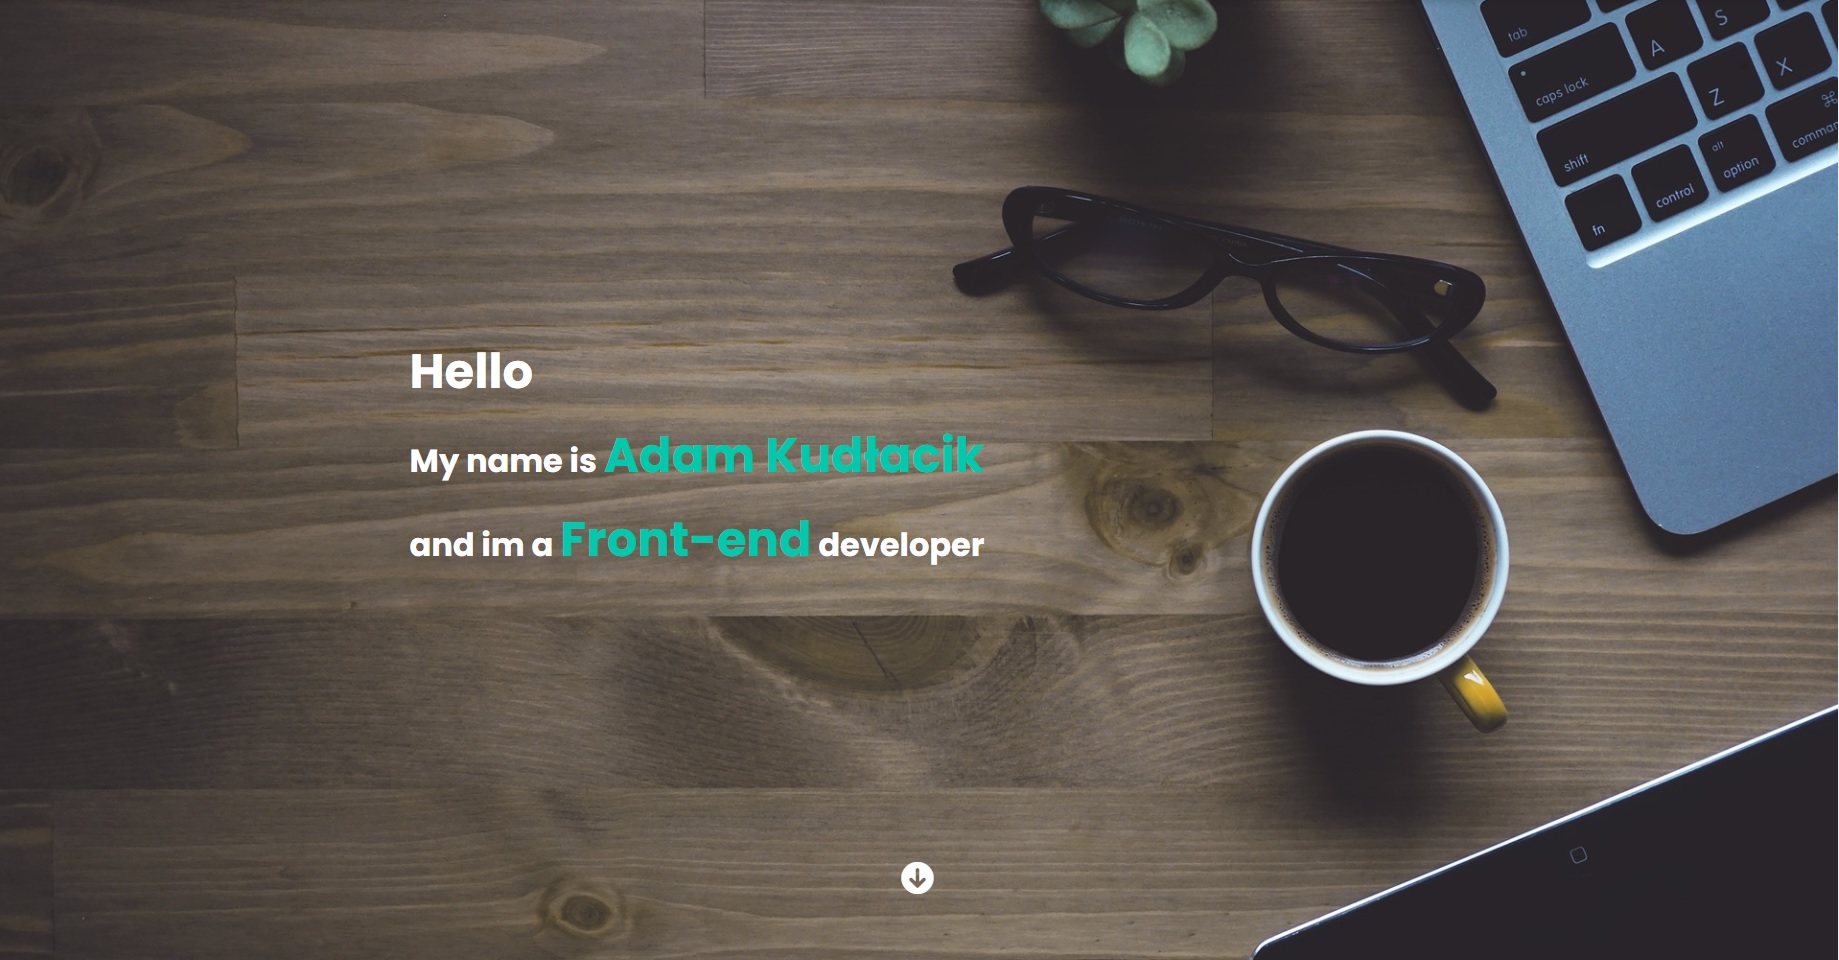 Hello
My name is Adam Kudłacik
and im a Front-end developer
tab
A
S
caps lock
Z
X
shift
⌘
fn
control
alt
option